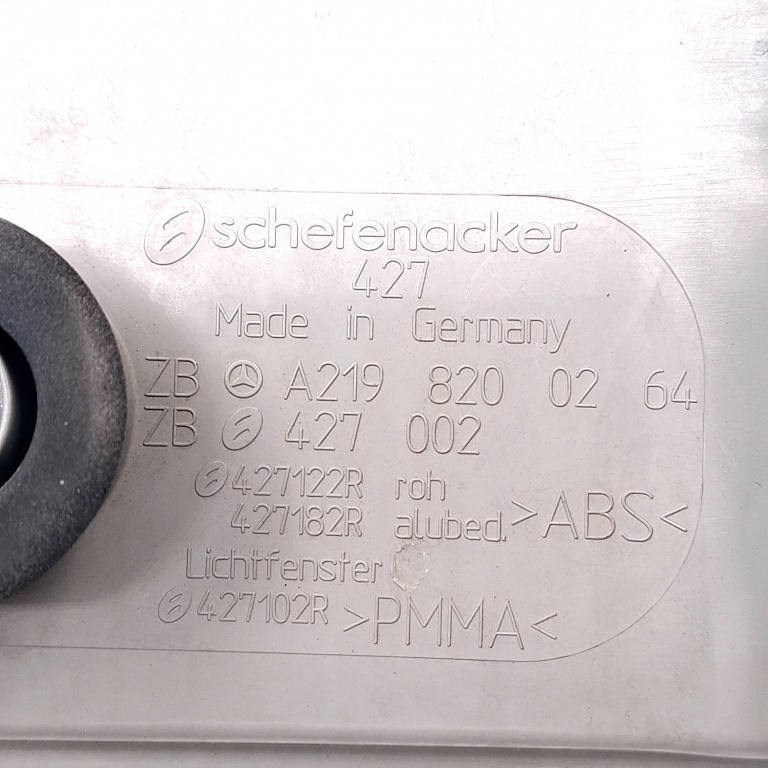 schefenacker
427
Made in Germany
ZB A219 820 02 64
ZB 427 002
427122R roh
427182R alubed. >ABS<
Lichtfenster
427102R >PMMA<